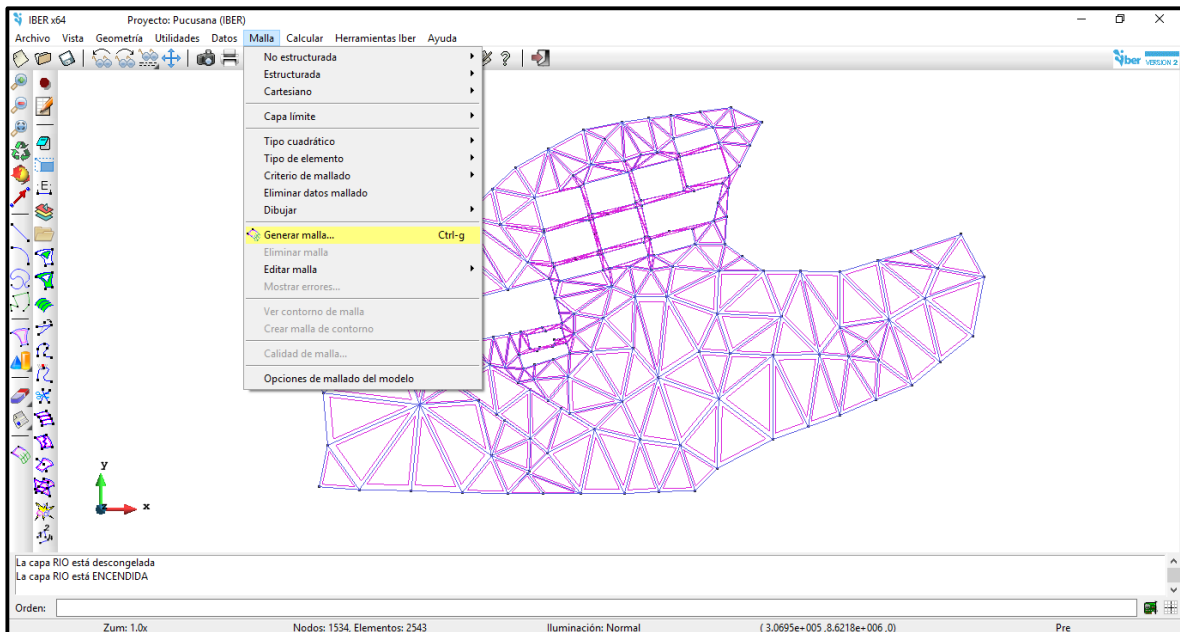 IBER x64 Proyecto: Pucusana (IBER)
Archivo Vista Geometría Utilidades Datos Malla Calcular Herramientas Iber Ayuda
iber VERSION 2
No estructurada
Estructurada
Cartesiano
Capa límite
Tipo cuadrático
Tipo de elemento
Criterio de mallado
Eliminar datos mallado
Dibujar
Generar malla... Ctrl-g
Eliminar malla
Editar malla
Mostrar errores...
Ver contorno de malla
Crear malla de contorno
Calidad de malla...
Opciones de mallado del modelo
E
y
x
La capa RIO está descongelada
La capa RIO está ENCENDIDA
Orden:
Zum: 1.0x Nodos: 1534, Elementos: 2543 Iluminación: Normal ( 3.0695e+005 ,8.6218e+006 ,0) Pre